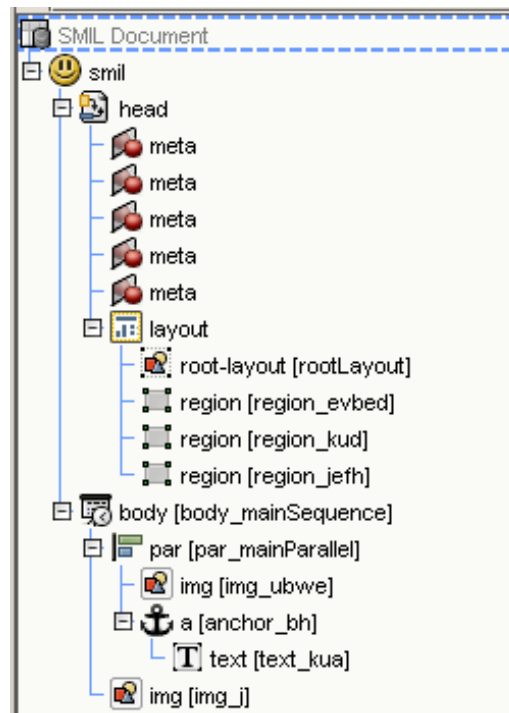 SMIL Document
smil
head
meta
meta
meta
meta
meta
layout
root-layout [rootLayout]
region [region_evbed]
region [region_kud]
region [region_jefh]
body [body_mainSequence]
par [par_mainParallel]
img [img_ubvwe]
a [anchor_bh]
text [text_kua]
img [img_j]